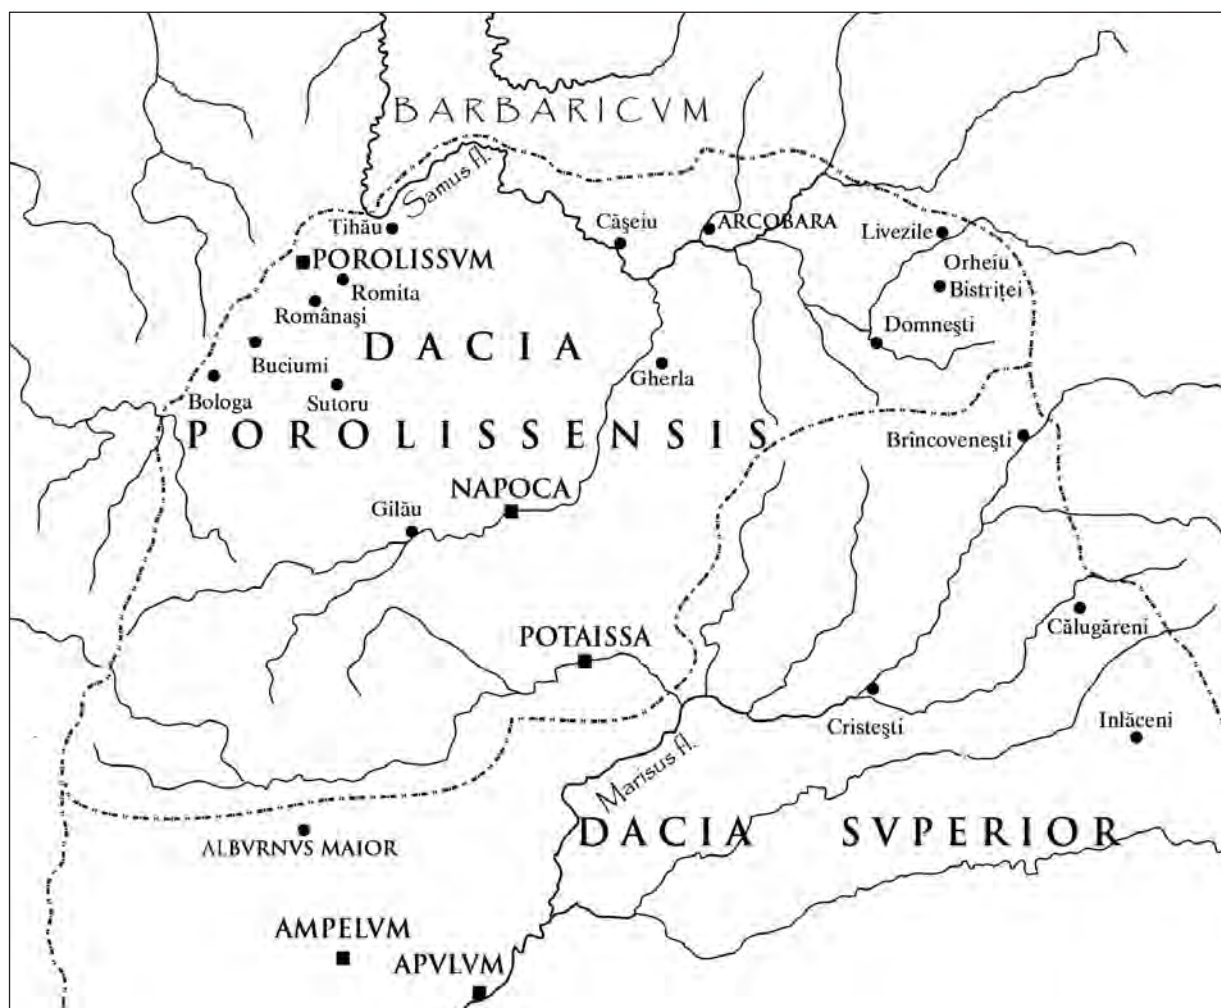 BARBARICVM
Samus fl.
Tihău
Căşeiu
ARCOBARA
Livezile
POROLISSVM
Orheiu
Bistriţei
Romita
Românaşi
DACIA
Domneşti
Buciumi
Gherla
Bologa
Sutoru
POROLISSENSIS
Brîncoveneşti
NAPOCA
Gilău
Călugăreni
POTAISSA
Cristeşti
Inlăceni
Marisus fl.
DACIA SVPERIOR
ALBVRNVS MAIOR
AMPELVM
APVLVM